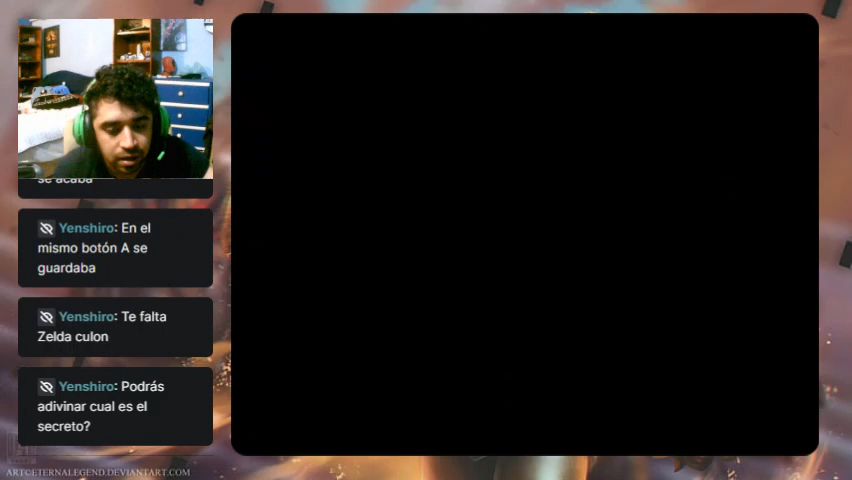 se acaba
Yenshiro: En el
mismo botón A se
guardaba
Yenshiro: Te falta
Zelda culon
Yenshiro: Podrás
adivinar cual es el
secreto?
ARTCETERNALEGEND.DEVIANTART.COM